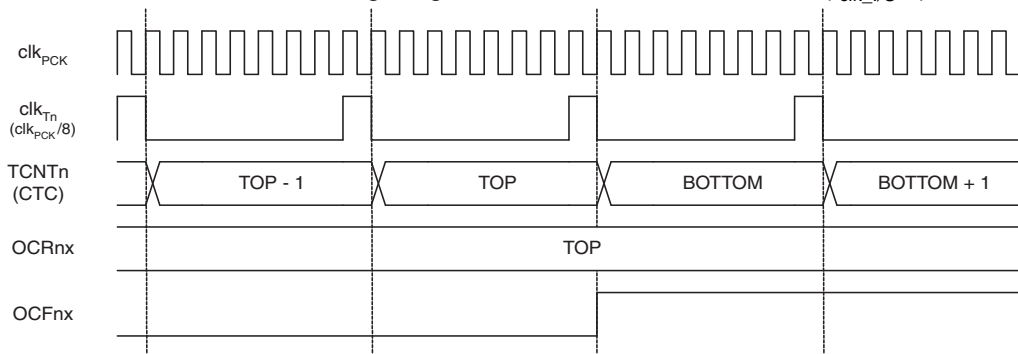 clkPCK
clkTn
(clkPCK/8)
TCNTn
(CTC)
TOP - 1
TOP
BOTTOM
BOTTOM + 1
OCRnx
TOP
OCFnx